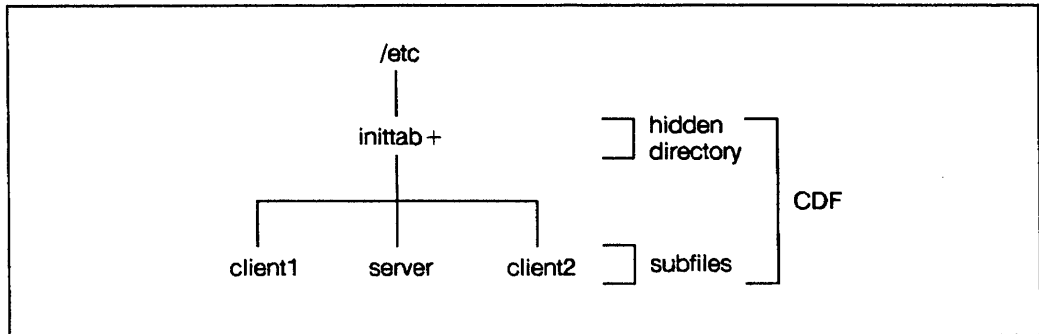 /etc
inittab +
hidden
directory
CDF
client1 server client2
subfiles